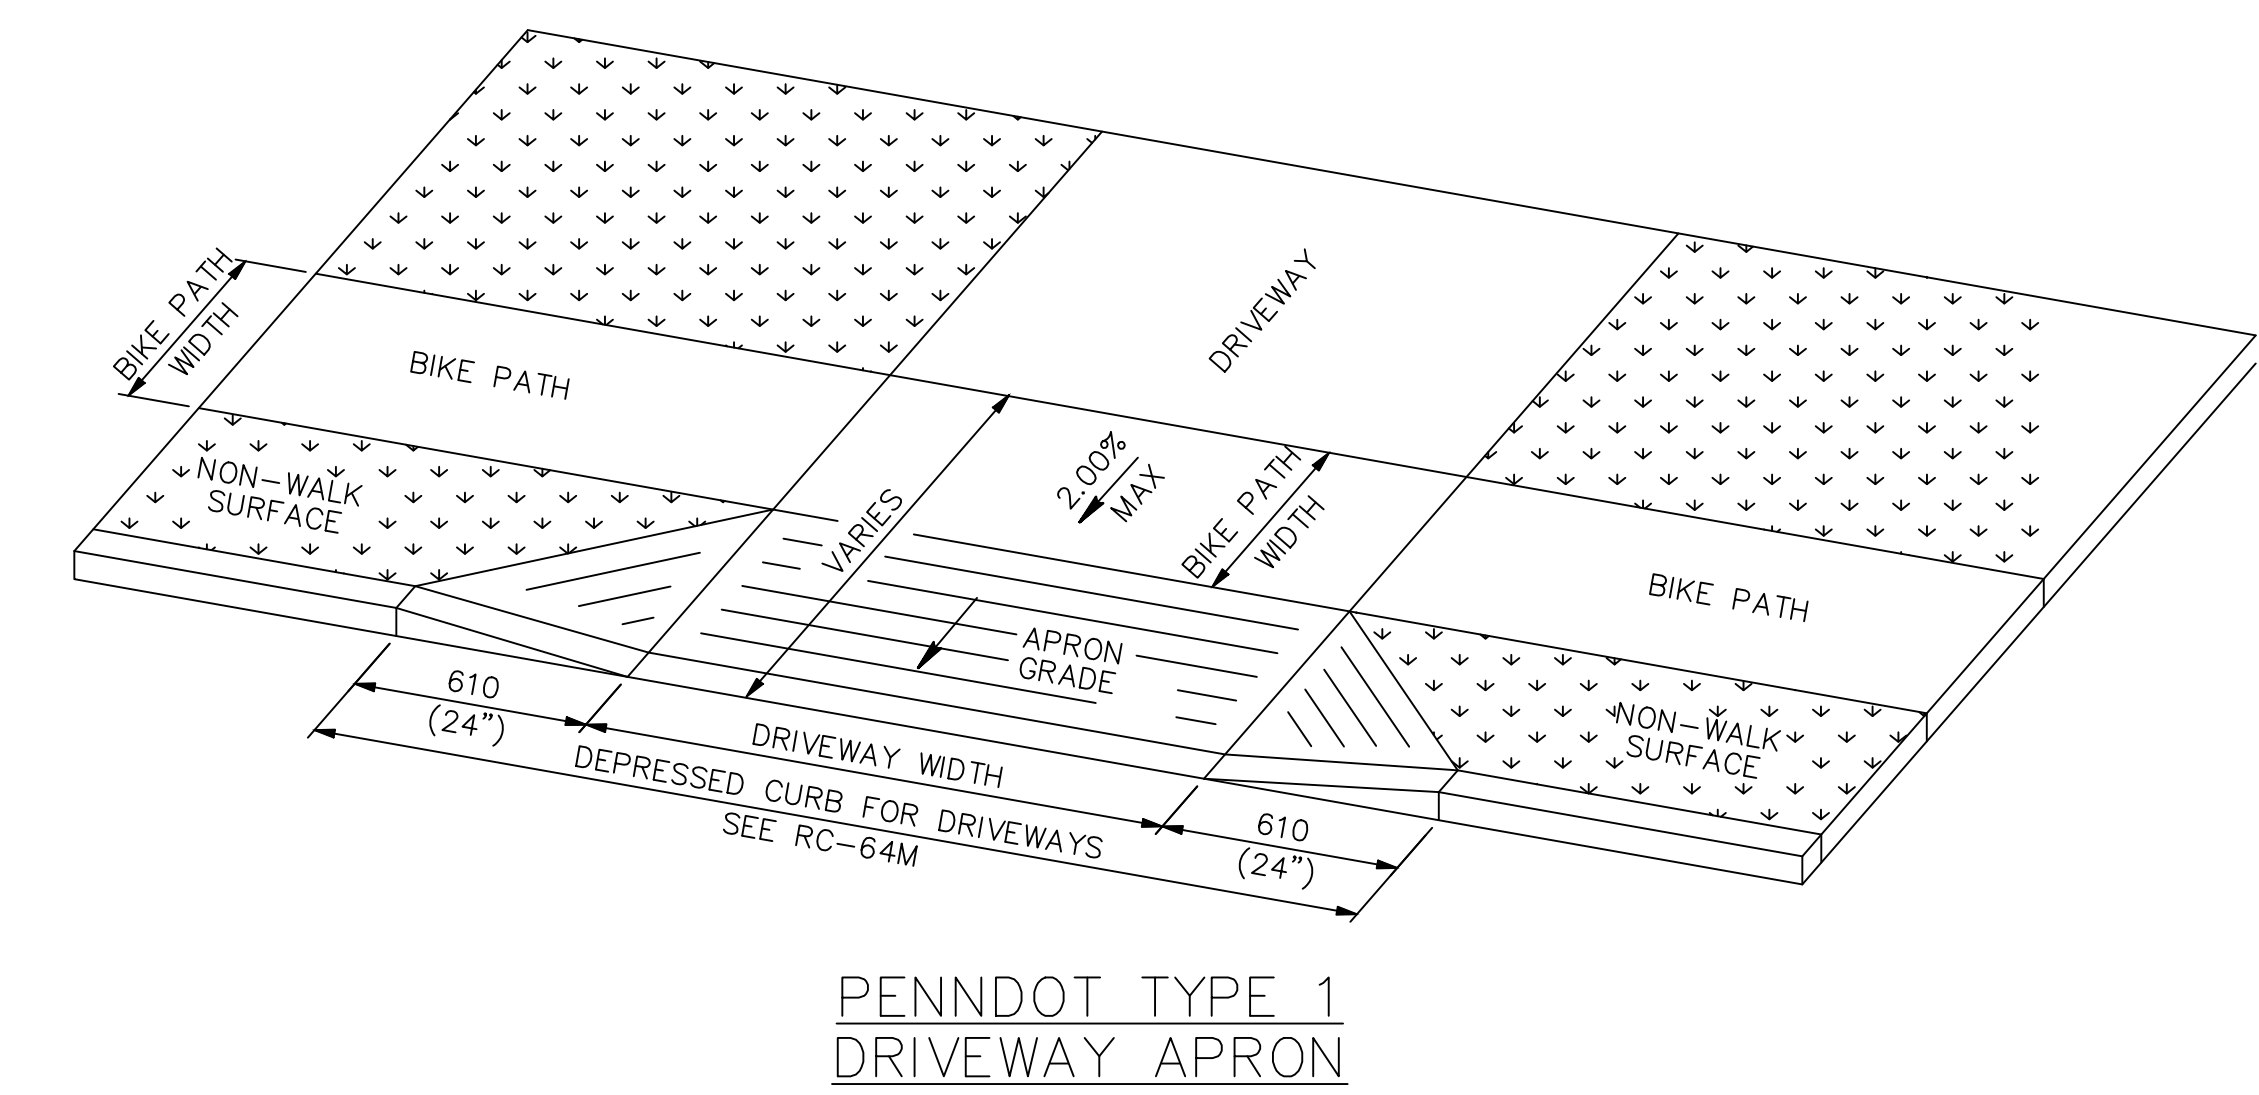 DRIVEWAY
BIKE PATH
WIDTH
BIKE PATH
2.00%
MAX
BIKE PATH
WIDTH
NON-WALK
SURFACE
VARIES
BIKE PATH
APRON
GRADE
610
(24")
NON-WALK
SURFACE
DRIVEWAY WIDTH
DEPRESSED CURB FOR DRIVEWAYS
SEE RC-64M
610
(24")
PENNDOT TYPE 1
DRIVEWAY APRON